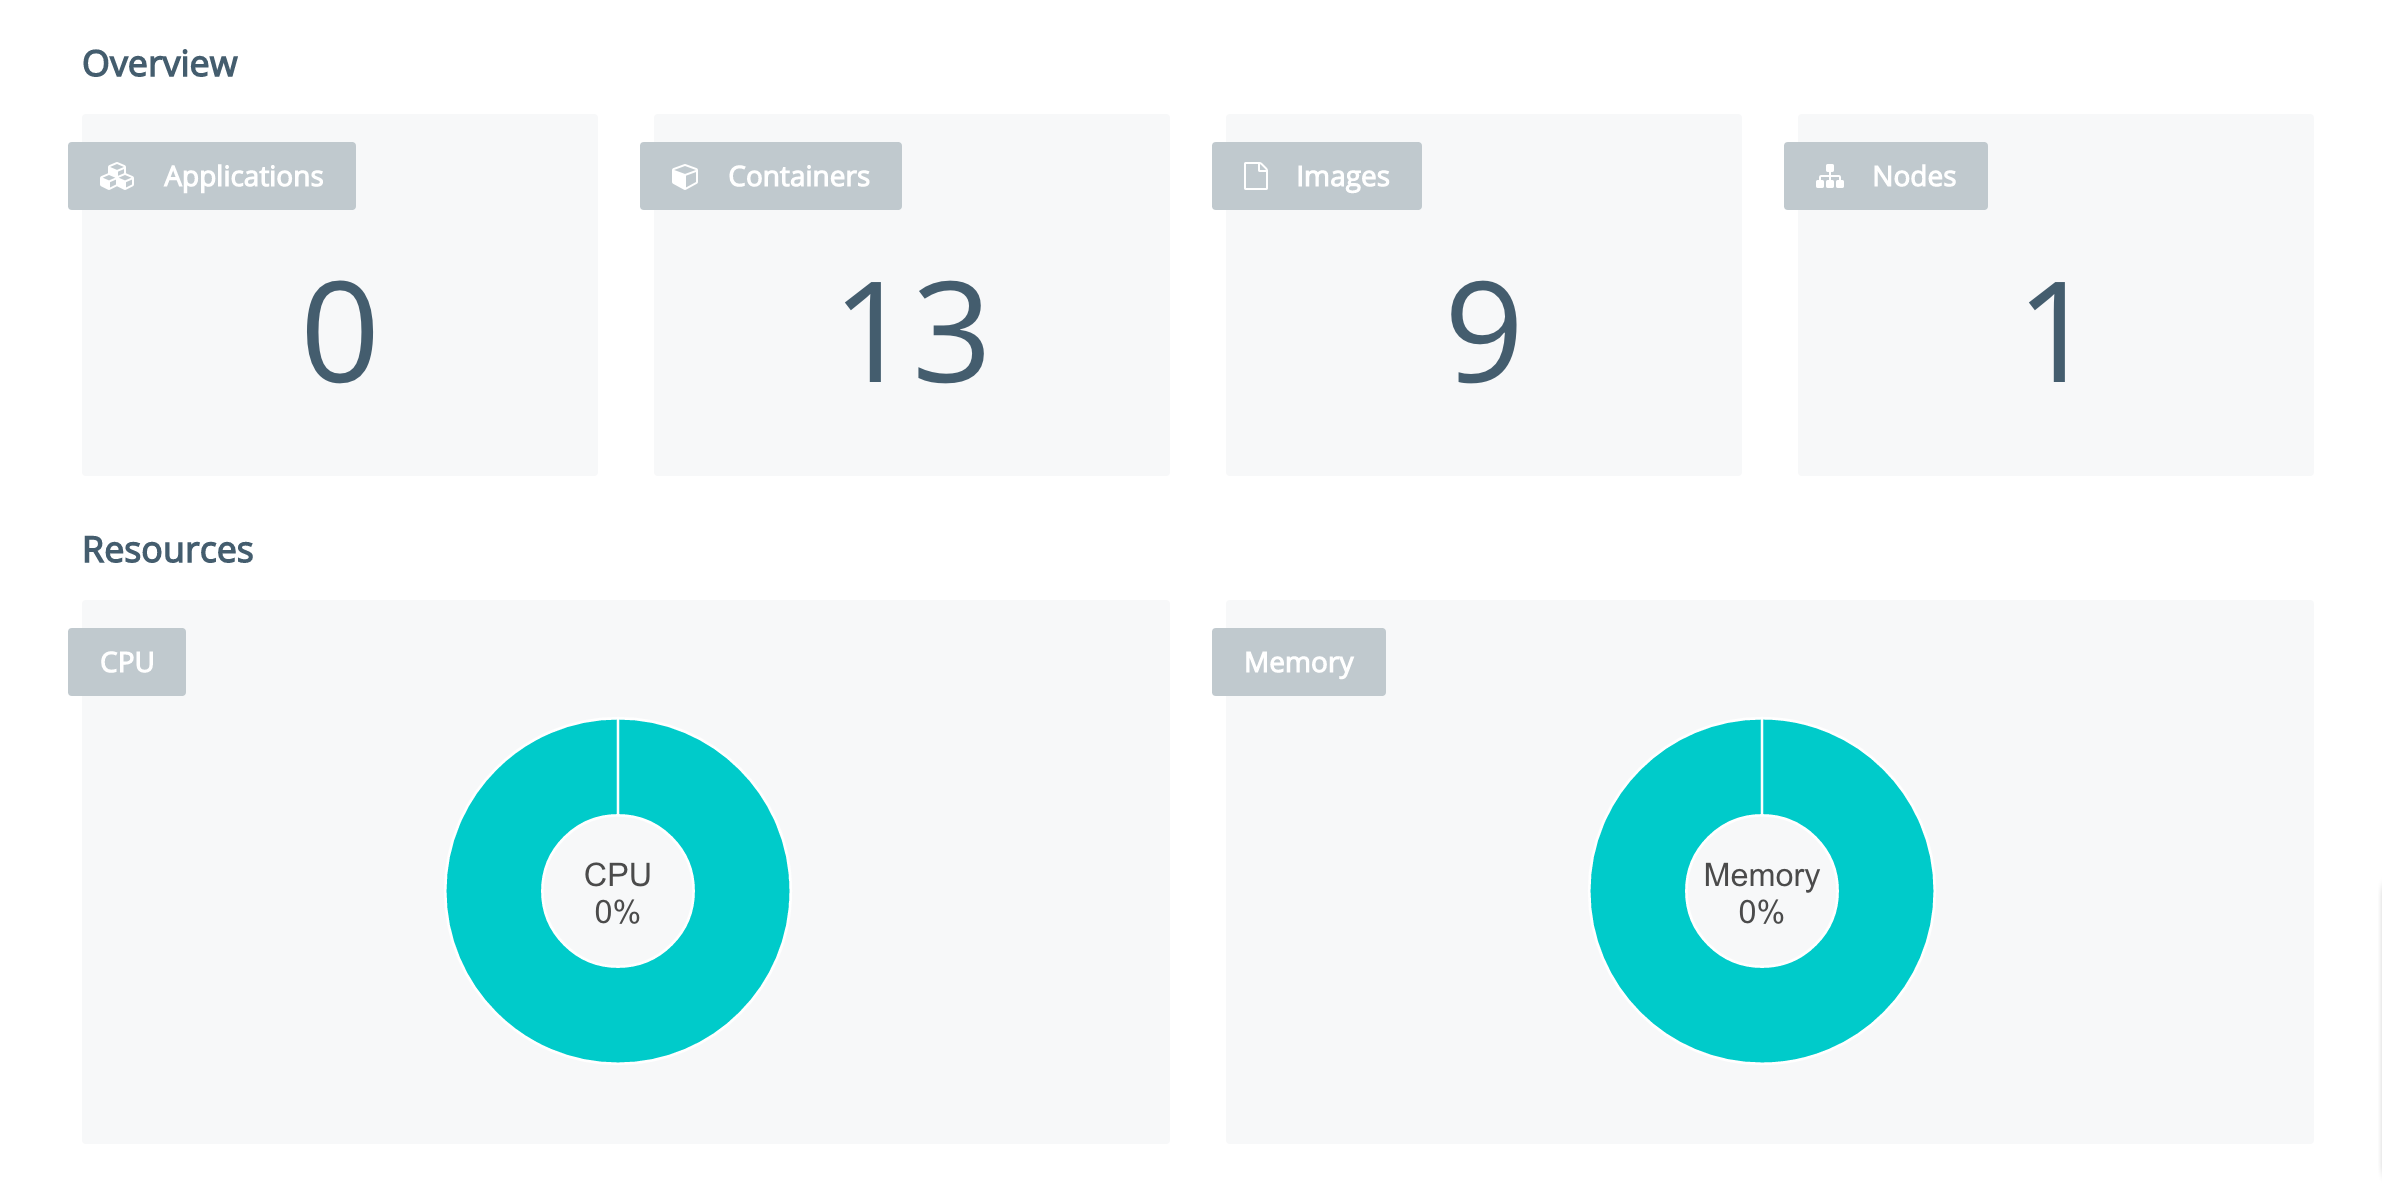 Overview
Applications
Containers
Images
Nodes
0
13
9
1
Resources
CPU
Memory
CPU
0%
Memory
0%